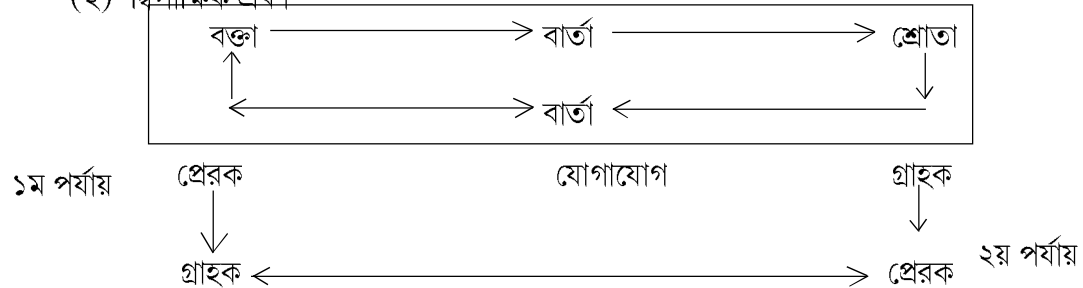 বক্তা বার্তা শ্রোতা
বার্তা
১ম পর্যায় প্রেরক যোগাযোগ গ্রাহক
গ্রাহক প্রেরক ২য় পর্যায়